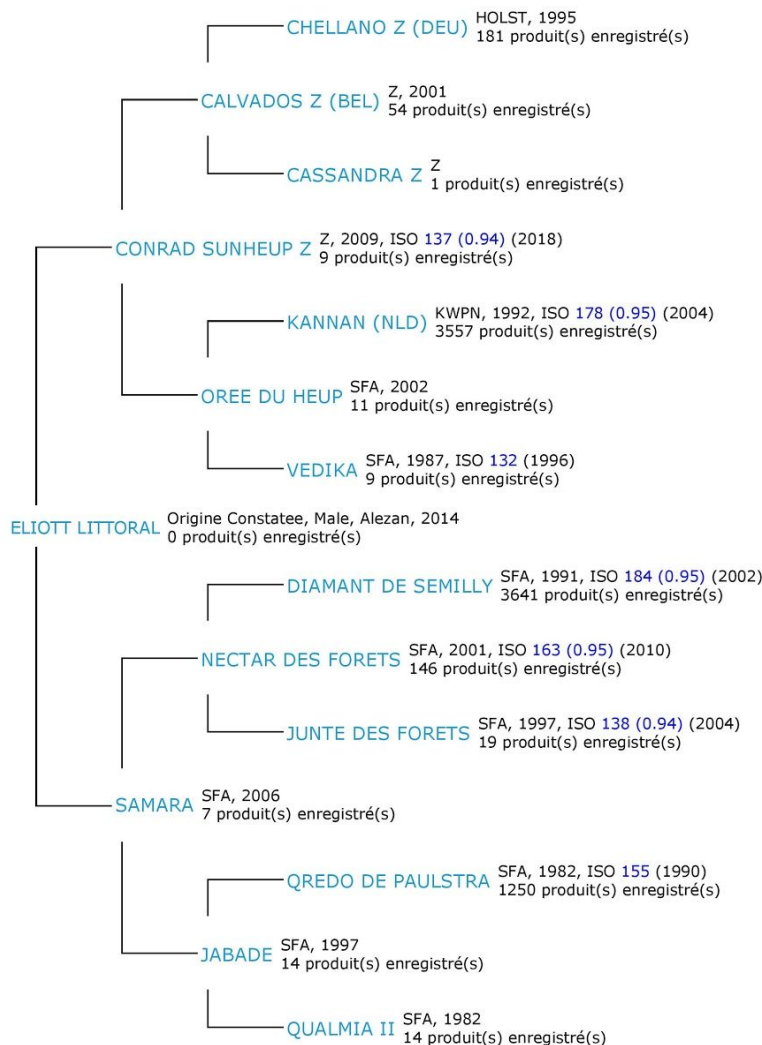 CHELLANO Z (DEU) HOLST, 1995
181 produit(s) enregistré(s)
CALVADOS Z (BEL) Z, 2001
54 produit(s) enregistré(s)
CASSANDRA Z Z
1 produit(s) enregistré(s)
CONRAD SUNHEUP Z Z, 2009, ISO 137 (0.94) (2018)
9 produit(s) enregistré(s)
KANNAN (NLD) KWPN, 1992, ISO 178 (0.95) (2004)
3557 produit(s) enregistré(s)
OREE DU HEUP SFA, 2002
11 produit(s) enregistré(s)
VEDIKA SFA, 1987, ISO 132 (1996)
9 produit(s) enregistré(s)
ELIOTT LITTORAL Origine Constatee, Male, Alezan, 2014
0 produit(s) enregistré(s)
DIAMANT DE SEMILLY SFA, 1991, ISO 184 (0.95) (2002)
3641 produit(s) enregistré(s)
NECTAR DES FORETS SFA, 2001, ISO 163 (0.95) (2010)
146 produit(s) enregistré(s)
JUNTE DES FORETS SFA, 1997, ISO 138 (0.94) (2004)
19 produit(s) enregistré(s)
SAMARA SFA, 2006
7 produit(s) enregistré(s)
QREDO DE PAULSTRA SFA, 1982, ISO 155 (1990)
1250 produit(s) enregistré(s)
JABADE SFA, 1997
14 produit(s) enregistré(s)
QUALMIA II SFA, 1982
14 produit(s) enregistré(s)